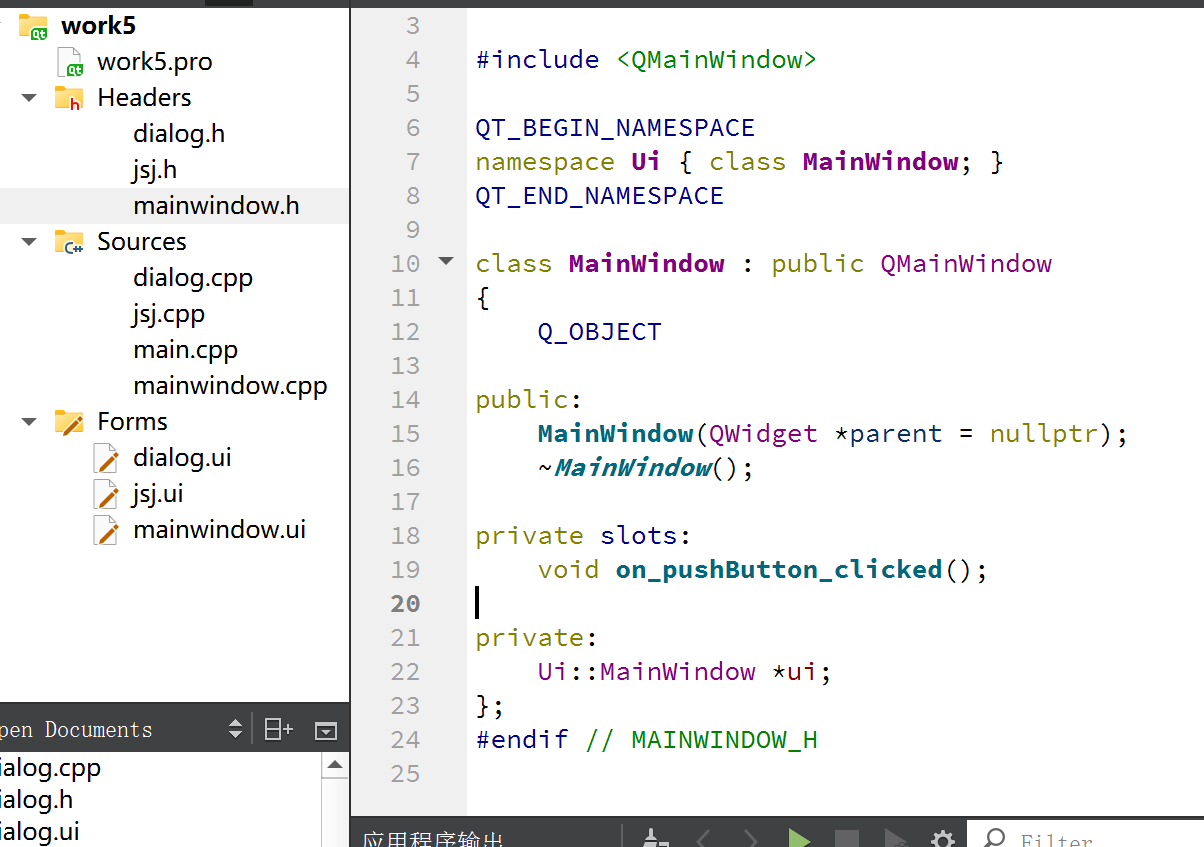 work5
work5.pro
Headers
dialog.h
jsj.h
mainwindow.h
Sources
dialog.cpp
jsj.cpp
main.cpp
mainwindow.cpp
Forms
dialog.ui
jsj.ui
mainwindow.ui
pen Documents
ialog.cpp
ialog.h
ialog.ui
3
4 #include <QMainWindow>
5
6 QT_BEGIN_NAMESPACE
7 namespace Ui { class MainWindow; }
8 QT_END_NAMESPACE
9
10 class MainWindow : public QMainWindow
11 {
12 Q_OBJECT
13
14 public:
15 MainWindow(QWidget *parent = nullptr);
16 ~MainWindow();
17
18 private slots:
19 void on_pushButton_clicked();
20
21 private:
22 Ui::MainWindow *ui;
23 };
24 #endif // MAINWINDOW_H
25
应用程序输出
Filter